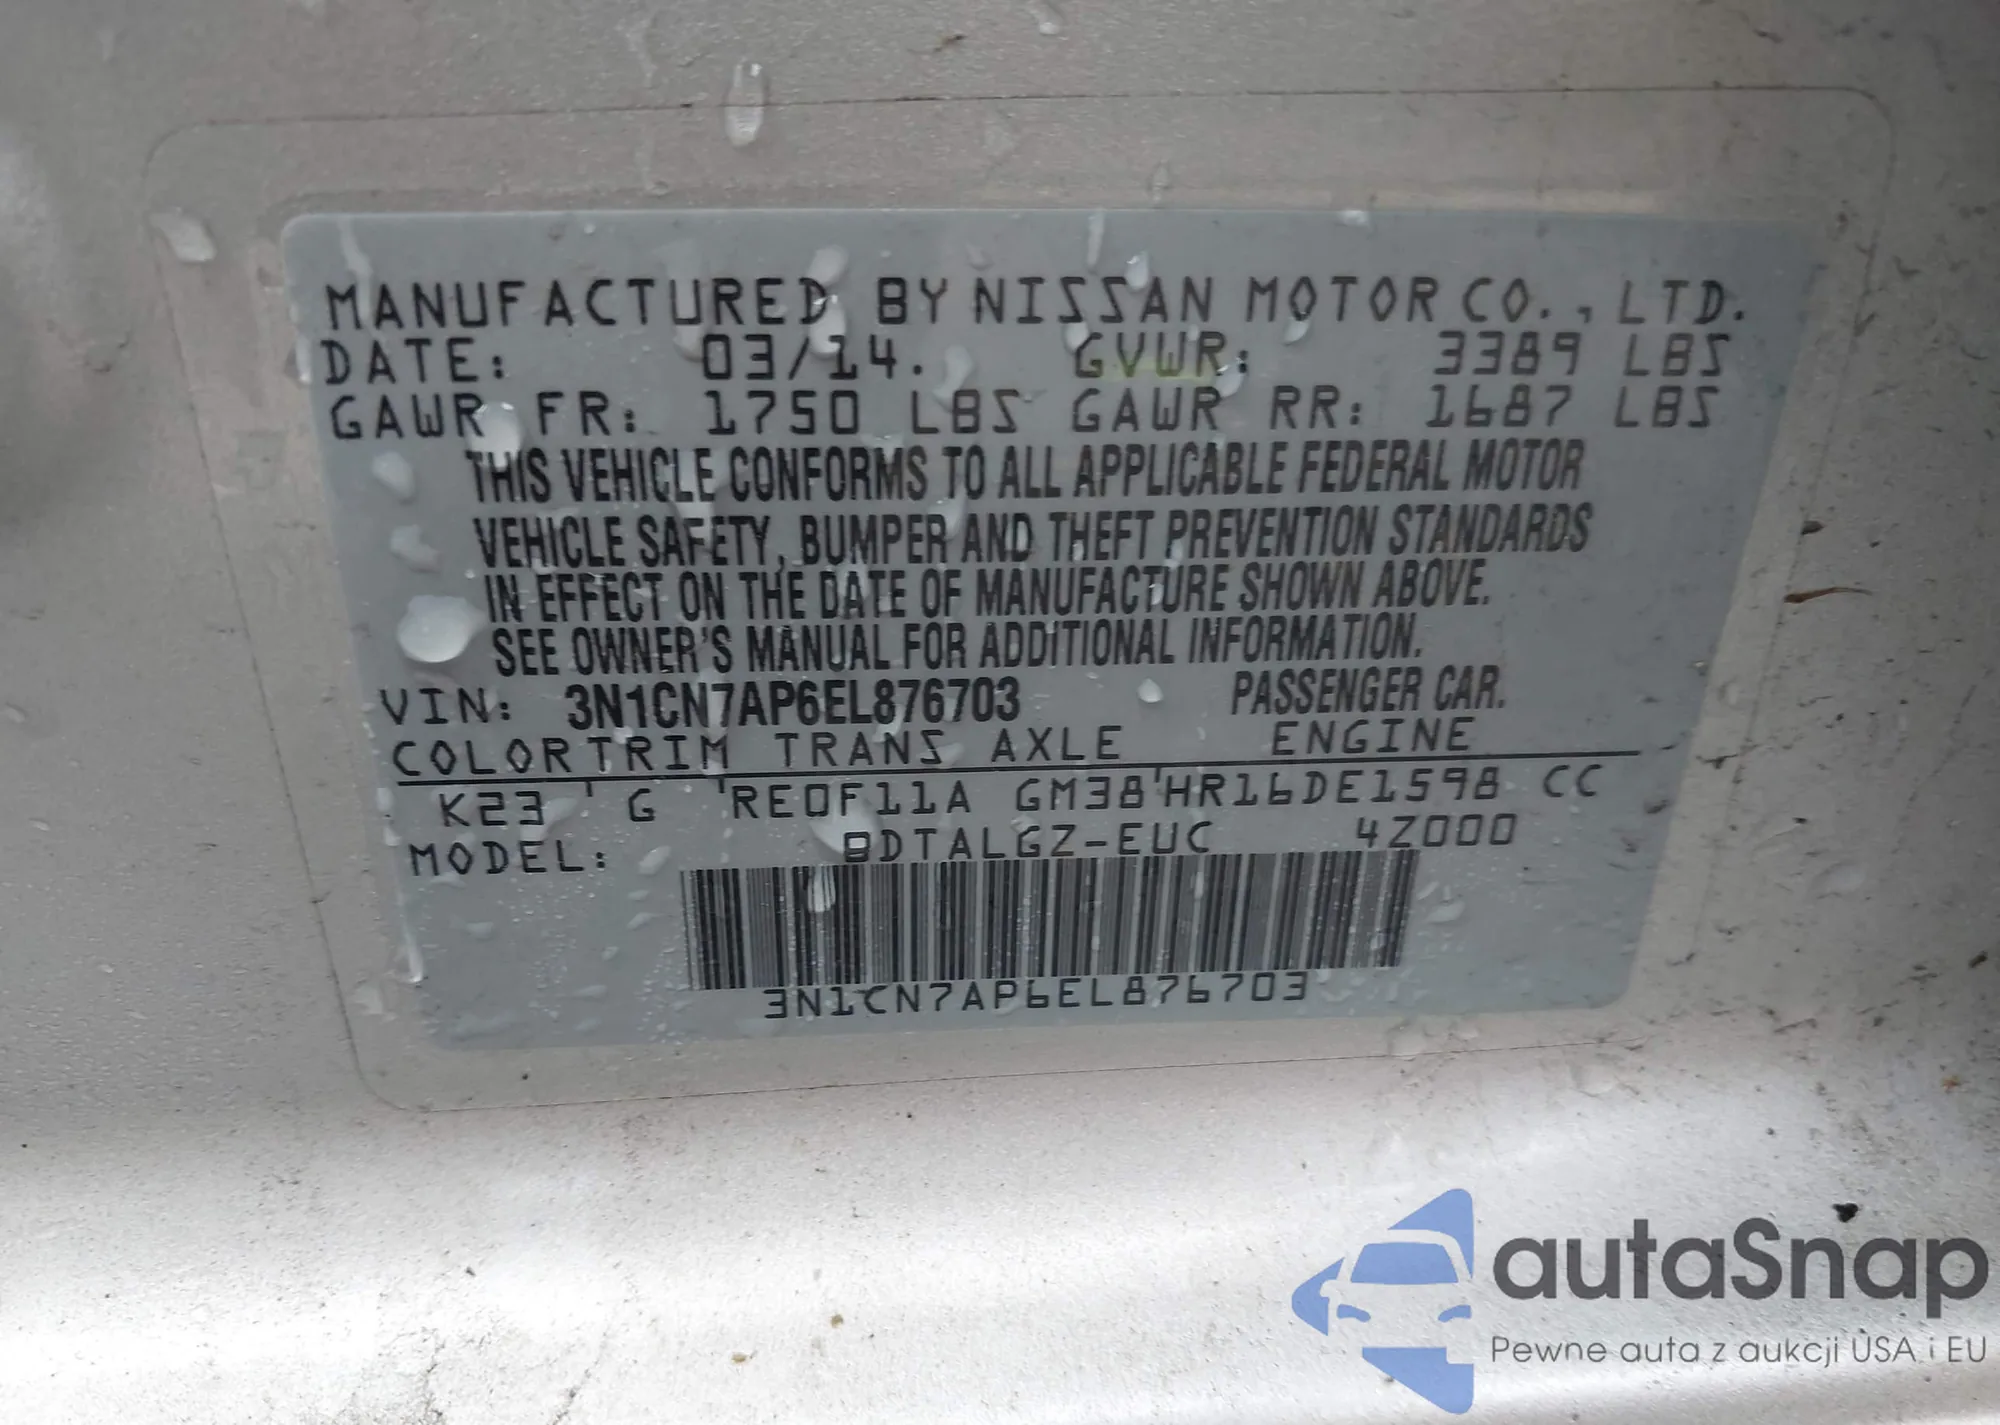 MANUFACTURED BY NISSAN MOTOR CO., LTD.
DATE: 03/14. GVWR: 3389 LBS
GAWR FR: 1750 LBS GAWR RR: 1687 LBS
THIS VEHICLE CONFORMS TO ALL APPLICABLE FEDERAL MOTOR
VEHICLE SAFETY, BUMPER AND THEFT PREVENTION STANDARDS
IN EFFECT ON THE DATE OF MANUFACTURE SHOWN ABOVE.
SEE OWNER'S MANUAL FOR ADDITIONAL INFORMATION.
VIN: 3N1CN7AP6EL876703 PASSENGER CAR.
COLOR TRIM TRANS AXLE ENGINE
K23 ' G ' RE0F11A GM38 ' HR16DE1598 CC
MODEL: BDTALGZ-EUC 4Z000
3N1CN7AP6EL876703
autaSnap
Pewne auta z aukcji USA i EU